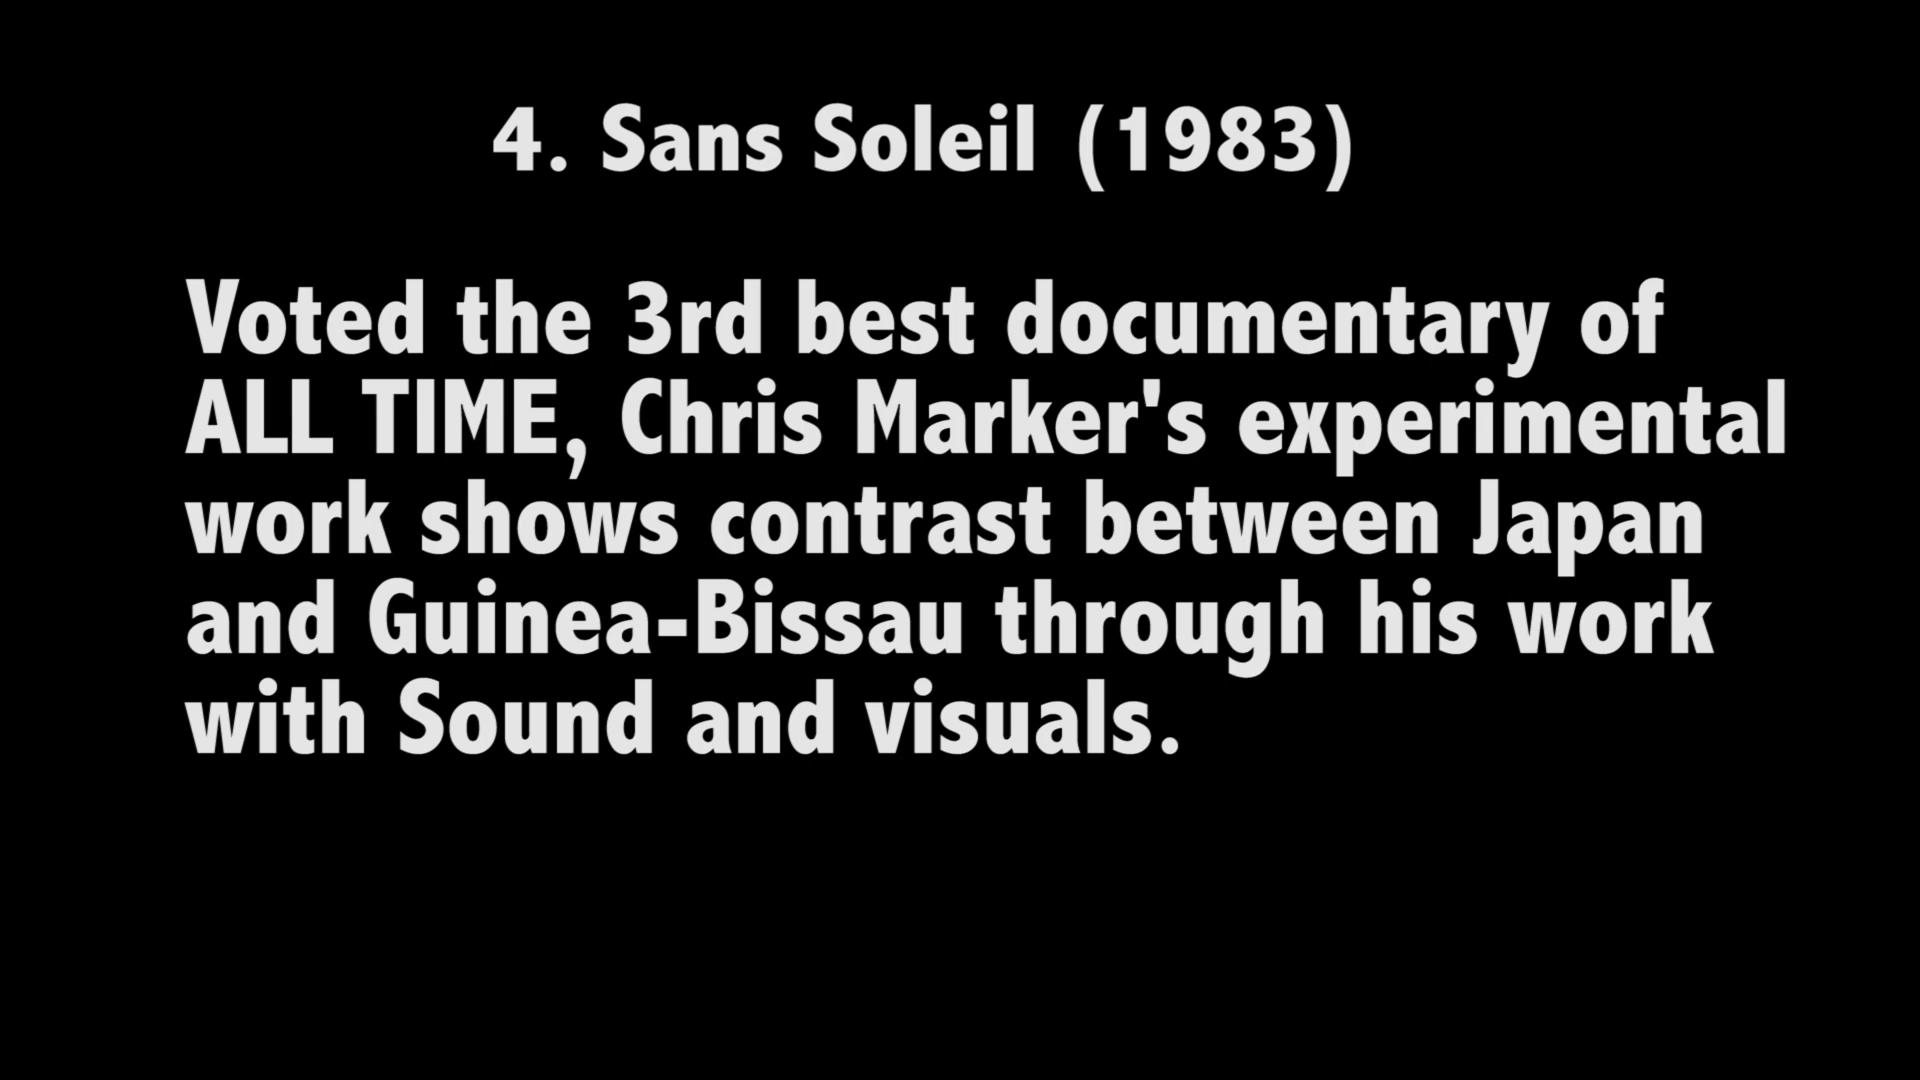 4. Sans Soleil (1983)
Voted the 3rd best documentary of
ALL TIME, Chris Marker's experimental
work shows contrast between Japan
and Guinea-Bissau through his work
with Sound and visuals.